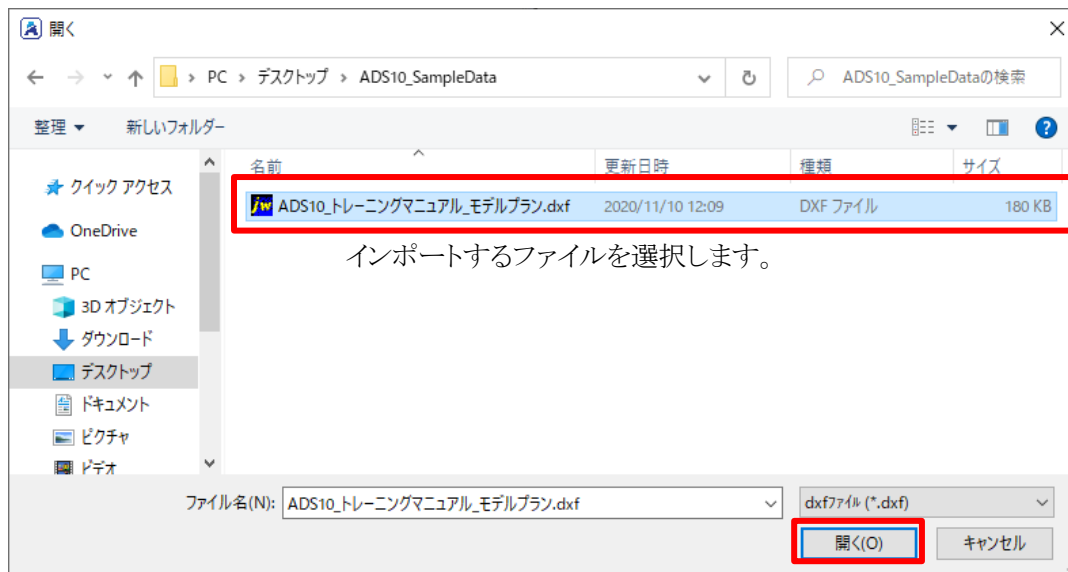 開く
PC › デスクトップ › ADS10_SampleData
ADS10_SampleDataの検索
整理 ▼ 新しいフォルダー
名前 更新日時 種類 サイズ
クイック アクセス
jw ADS10_トレーニングマニュアル_モデルプラン.dxf 2020/11/10 12:09 DXF ファイル 180 KB
OneDrive
インポートするファイルを選択します。
PC
3D オブジェクト
ダウンロード
デスクトップ
ドキュメント
ピクチャ
ビデオ
ファイル名(N): ADS10_トレーニングマニュアル_モデルプラン.dxf dxfファイル (*.dxf)
開く(O) キャンセル